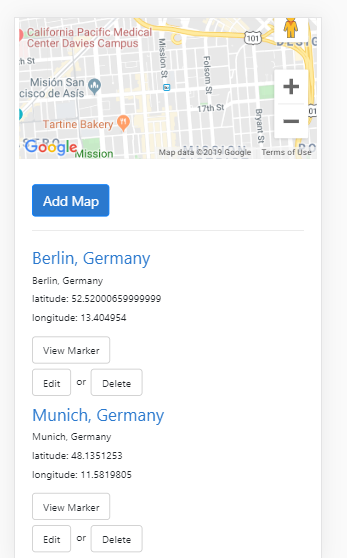 California Pacific Medical
Center Davies Campus
101
h St
Mission St
Folsom St
Misión San
cisco de Asís
17th St
Tartine Bakery
Bryant St
Google
Mission
Map data ©2019 Google Terms of Use
Add Map
Berlin, Germany
Berlin, Germany
latitude: 52.52000659999999
longitude: 13.404954
View Marker
Edit or Delete
Munich, Germany
Munich, Germany
latitude: 48.1351253
longitude: 11.5819805
View Marker
Edit or Delete